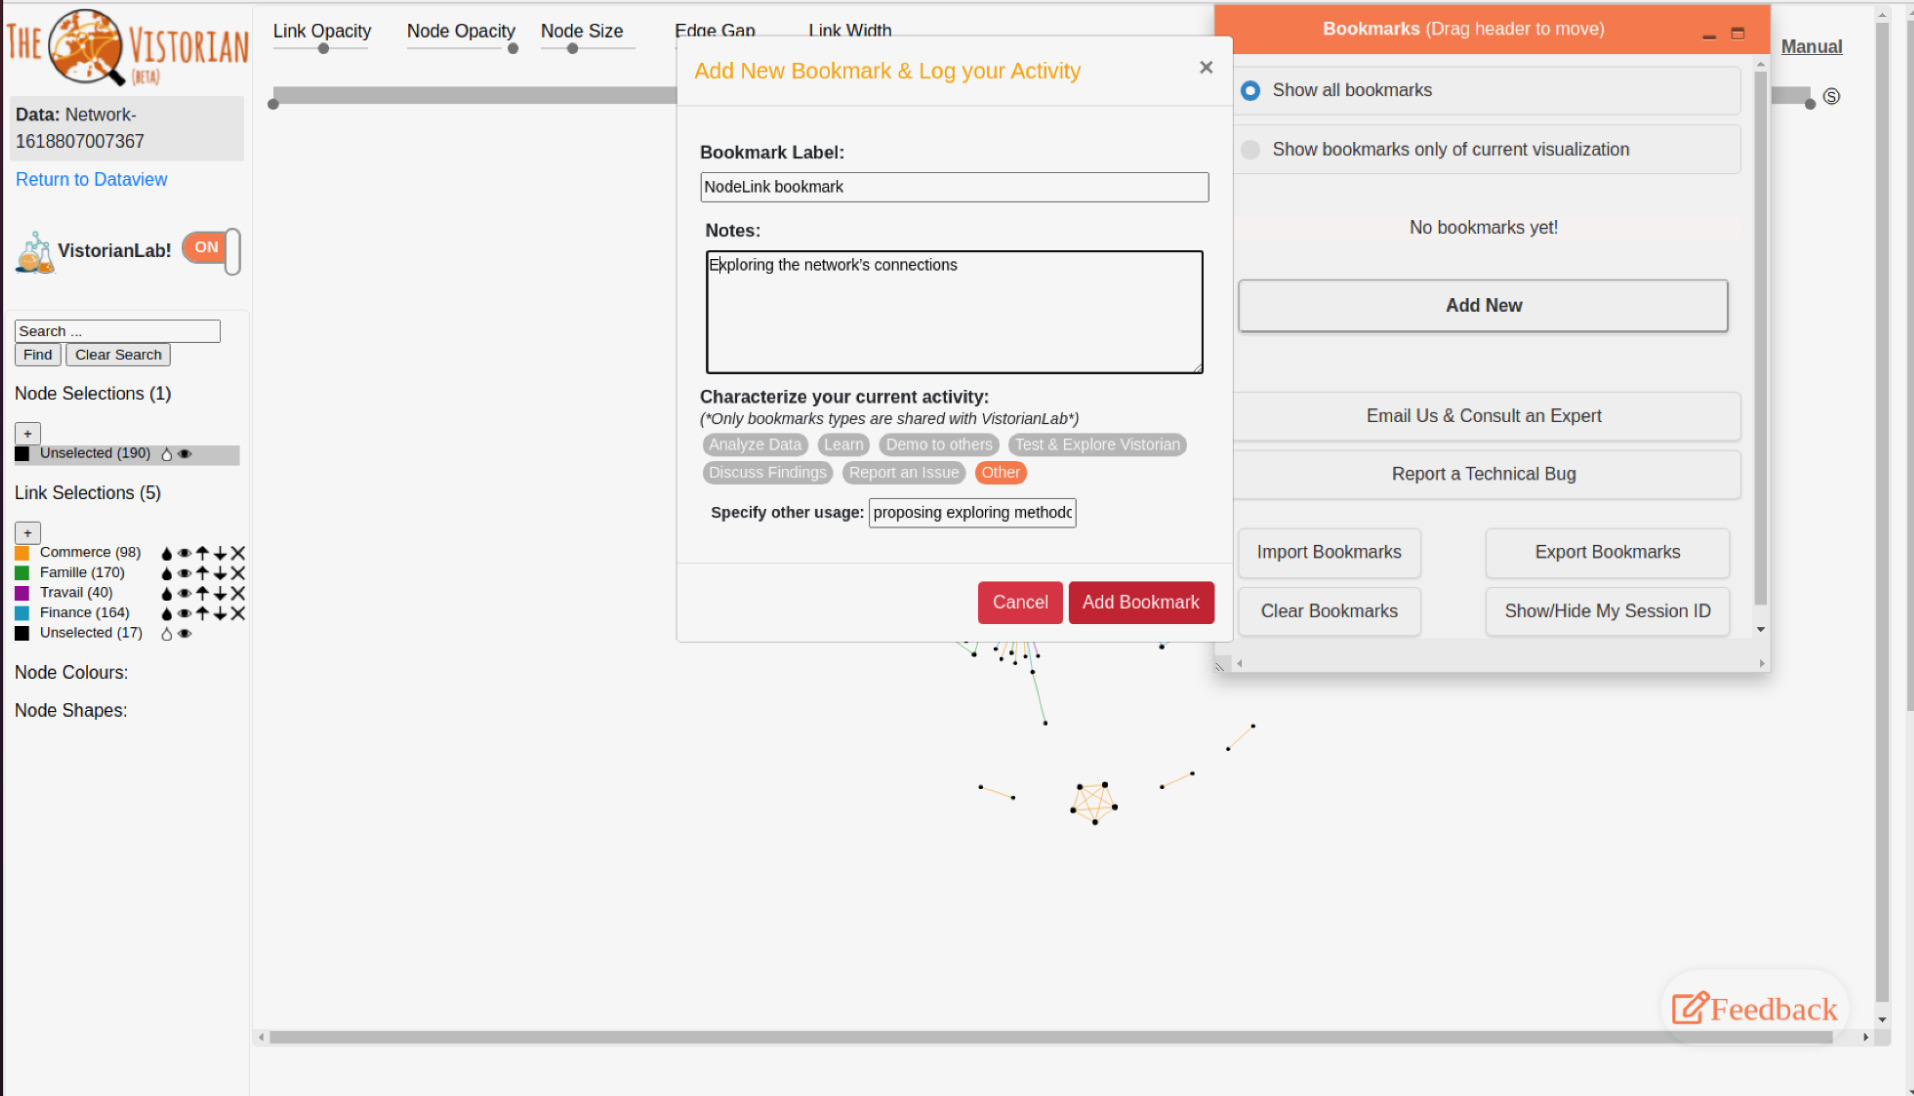 THE VISTORIAN
(BETA)
Data: Network-
1618807007367
Return to Dataview
VistorianLab! ON
Search ...
Find Clear Search
Node Selections (1)
+
Unselected (190)
Link Selections (5)
+
Commerce (98)
Famille (170)
Travail (40)
Finance (164)
Unselected (17)
Node Colours:
Node Shapes:
Link Opacity Node Opacity Node Size Edge Gap Link Width
Add New Bookmark & Log your Activity ×
Bookmark Label:
NodeLink bookmark
Notes:
Exploring the network's connections
Characterize your current activity:
(*Only bookmarks types are shared with VistorianLab*)
Analyze Data Learn Demo to others Test & Explore Vistorian
Discuss Findings Report an Issue Other
Specify other usage: proposing exploring methodo
Cancel Add Bookmark
Bookmarks (Drag header to move)
Show all bookmarks
Show bookmarks only of current visualization
No bookmarks yet!
Add New
Email Us & Consult an Expert
Report a Technical Bug
Import Bookmarks Export Bookmarks
Clear Bookmarks Show/Hide My Session ID
Manual
S
Feedback